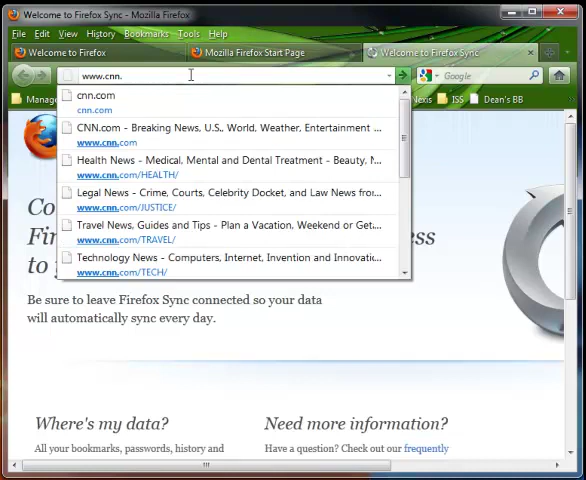 Welcome to Firefox Sync - Mozilla Firefox
File Edit View History Bookmarks Tools Help
Welcome to Firefox
Mozilla Firefox Start Page
Welcome to Firefox Sync
www.cnn.
Google
Manage
Nexis
ISS
Dean's BB
cnn.com
cnn.com
CNN.com - Breaking News, U.S., World, Weather, Entertainment ...
www.cnn.com
Health News - Medical, Mental and Dental Treatment - Beauty, N...
www.cnn.com/HEALTH/
Legal News - Crime, Courts, Celebrity Docket, and Law News fro...
www.cnn.com/JUSTICE/
Travel News, Guides and Tips - Plan a Vacation, Weekend or Get...
www.cnn.com/TRAVEL/
Technology News - Computers, Internet, Invention and Innovati...
www.cnn.com/TECH/
Co
Fir
ess
to
Be sure to leave Firefox Sync connected so your data
will automatically sync every day.
Where's my data?
Need more information?
All your bookmarks, passwords, history and
Have a question? Check out our frequently